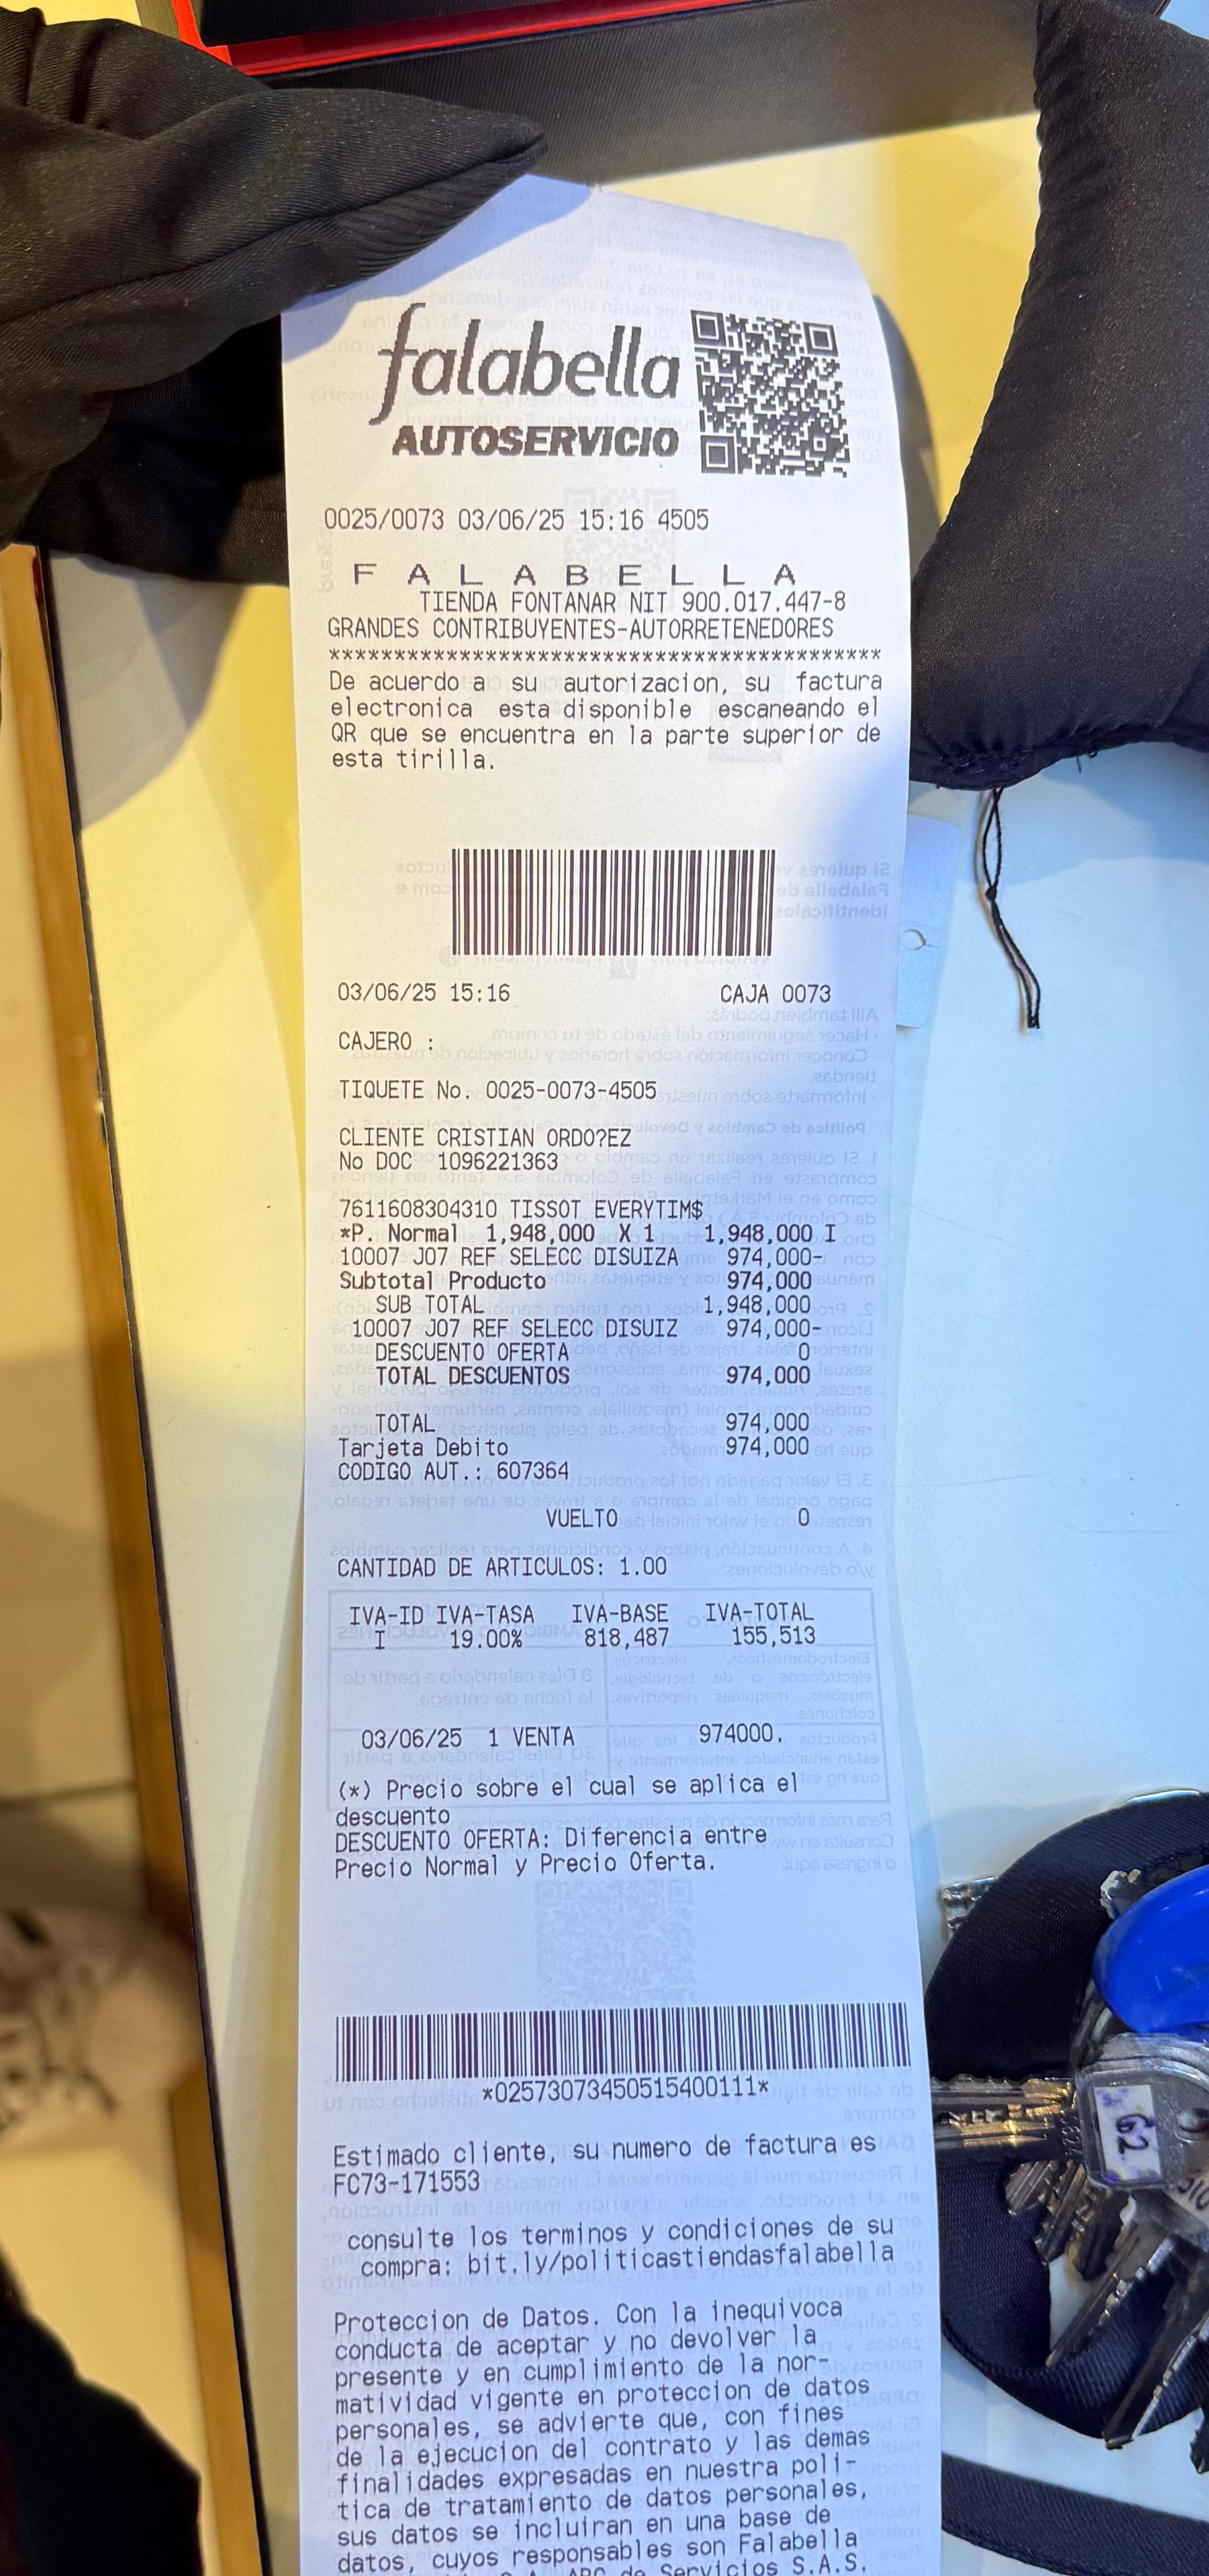 falabella
AUTOSERVICIO
0025/0073 03/06/25 15:16 4505
F A L A B E L L A
TIENDA FONTANAR NIT 900.017.447-8
GRANDES CONTRIBUYENTES-AUTORRETENEDORES
*******************************************
De acuerdo a su autorizacion, su factura
electronica esta disponible escaneando el
QR que se encuentra en la parte superior de
esta tirilla.
03/06/25 15:16 CAJA 0073
CAJERO :
TIQUETE No. 0025-0073-4505
CLIENTE CRISTIAN ORDO?EZ
No DOC 1096221363
7611608304310 TISSOT EVERYTIM$
*P. Normal 1,948,000 X 1 1,948,000 I
10007 J07 REF SELECC DISUIZA 974,000-
Subtotal Producto 974,000
SUB TOTAL 1,948,000
10007 J07 REF SELECC DISUIZ 974,000-
DESCUENTO OFERTA 0
TOTAL DESCUENTOS 974,000
TOTAL 974,000
Tarjeta Debito 974,000
CODIGO AUT.: 607364
VUELTO 0
CANTIDAD DE ARTICULOS: 1.00
IVA-ID IVA-TASA IVA-BASE IVA-TOTAL
I 19.00% 818,487 155,513
03/06/25 1 VENTA 974000.
(*) Precio sobre el cual se aplica el
descuento
DESCUENTO OFERTA: Diferencia entre
Precio Normal y Precio Oferta.
*02573073450515400111*
Estimado cliente, su numero de factura es
FC73-171553
consulte los terminos y condiciones de su
compra: bit.ly/politicastiendasfalabella
Proteccion de Datos. Con la inequivoca
conducta de aceptar y no devolver la
presente y en cumplimiento de la nor-
matividad vigente en proteccion de datos
personales, se advierte que, con fines
de la ejecucion del contrato y las demas
finalidades expresadas en nuestra poli-
tica de tratamiento de datos personales,
sus datos se incluiran en una base de
datos, cuyos responsables son Falabella
de Servicios S.A.S.
62